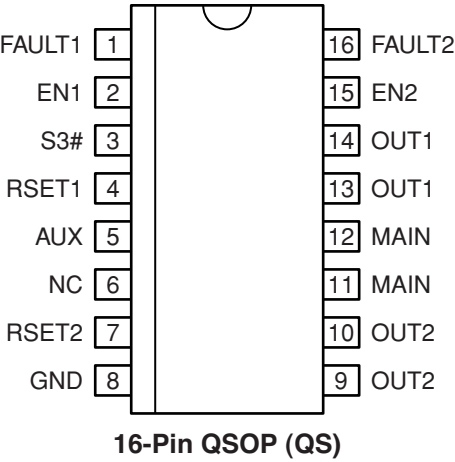 FAULT1 1 16 FAULT2
EN1 2 15 EN2
S3# 3 14 OUT1
RSET1 4 13 OUT1
AUX 5 12 MAIN
NC 6 11 MAIN
RSET2 7 10 OUT2
GND 8 9 OUT2
16-Pin QSOP (QS)